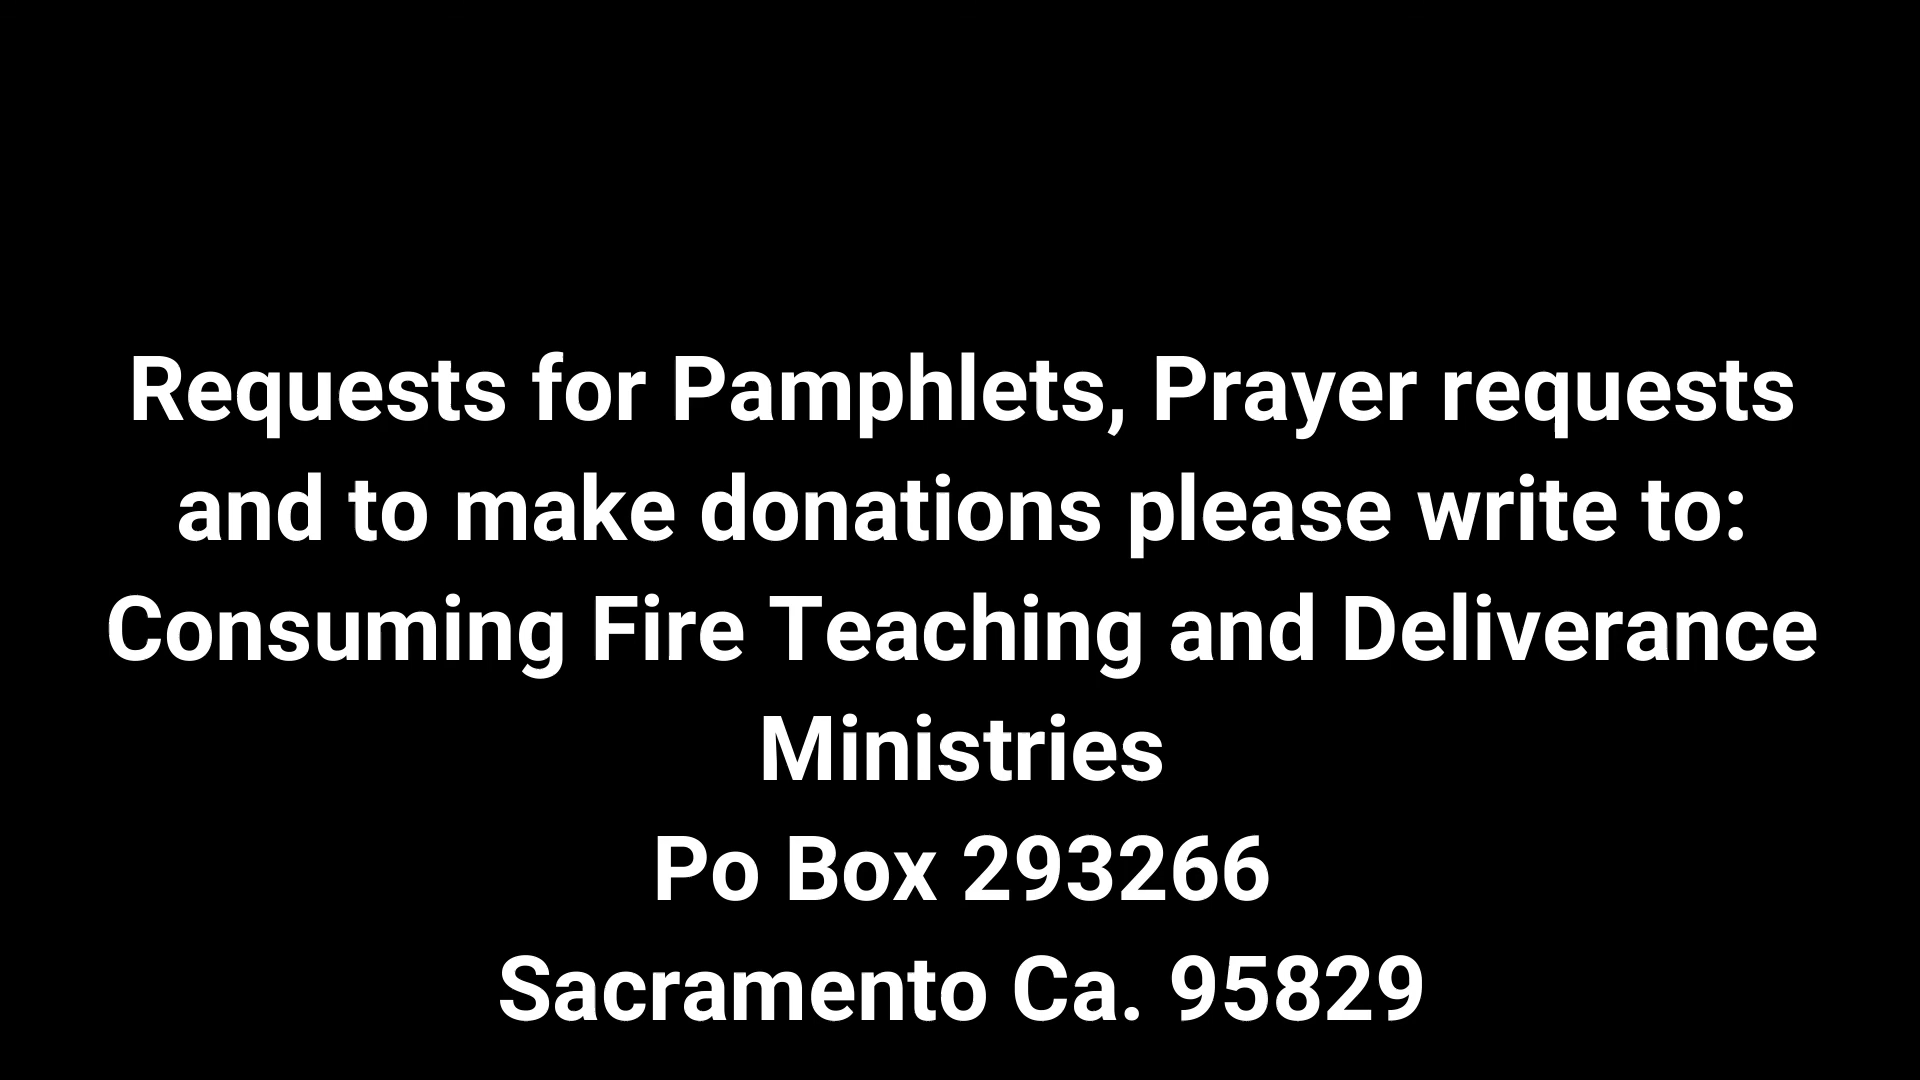 Requests for Pamphlets, Prayer requests
and to make donations please write to:
Consuming Fire Teaching and Deliverance
Ministries
Po Box 293266
Sacramento Ca. 95829